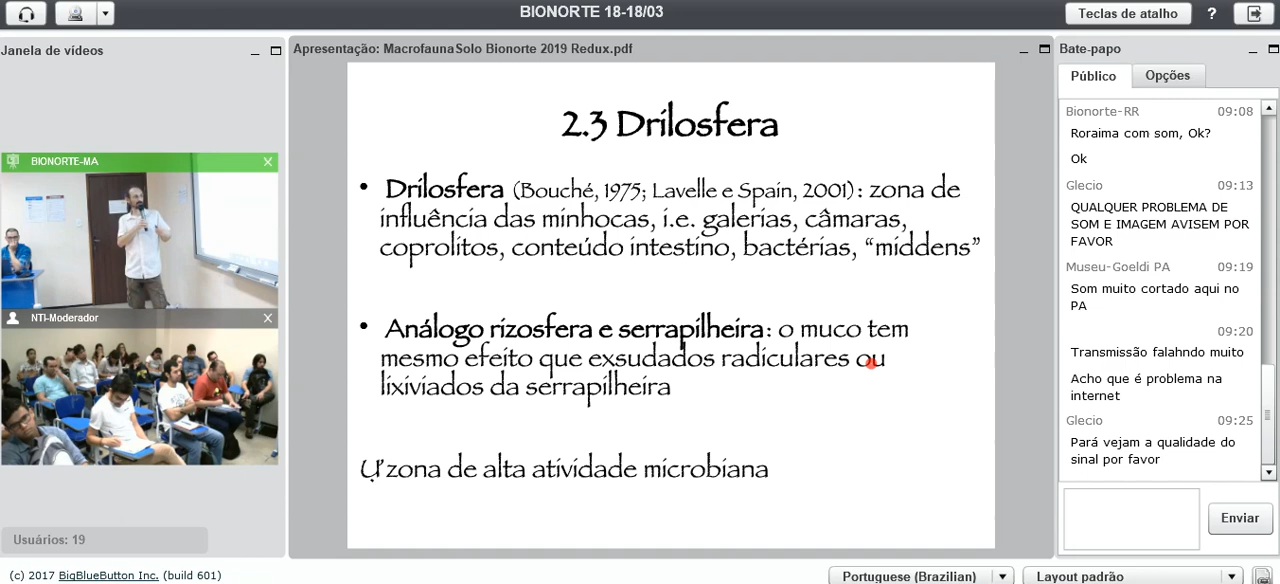 BIONORTE 18-18/03
Teclas de atalho
?
Janela de vídeos
BIONORTE-MA
NTI-Moderador
Usuários: 19
Apresentação: MacrofaunaSolo Bionorte 2019 Redux.pdf
2.3 Drilosfera
• Drilosfera (Bouché, 1975; Lavelle e Spain, 2001): zona de
influência das minhocas, i.e. galerias, câmaras,
coprolitos, conteúdo intestino, bactérias, “middens”
• Análogo rizosfera e serrapilheira: o muco tem
mesmo efeito que exsudados radiculares ou
lixiviados da serrapilheira
zona de alta atividade microbiana
Bate-papo
Público
Opções
Bionorte-RR 09:08
Roraima com som, Ok?
Ok
Glecio 09:13
QUALQUER PROBLEMA DE
SOM E IMAGEM AVISEM POR
FAVOR
Museu-Goeldi PA 09:19
Som muito cortado aqui no
PA
09:20
Transmissão falahndo muito
Acho que é problema na
internet
Glecio 09:25
Pará vejam a qualidade do
sinal por favor
Enviar
(c) 2017 BigBlueButton Inc. (build 601)
Portuguese (Brazilian)
Layout padrão